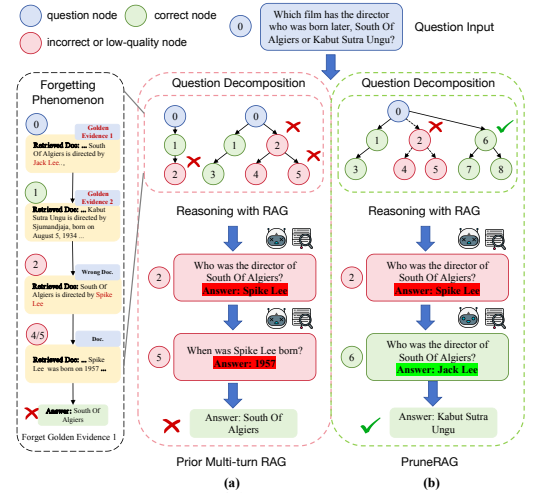 question node
correct node
incorrect or low-quality node
0
Which film has the director
who was born later, South Of
Algiers or Kabut Sutra Ungu?
Question Input
Forgetting
Phenomenon
0
Golden
Evidence 1
Retrieved Doc: ... South
Of Algiers is directed by
Jack Lee. .,
1
Golden
Evidence 2
Retrieved Doc: ... Kabut
Sutra Ungu is directed by
Sjumandjaja, born on
August 5, 1934 ...
2
Wrong Doc.
Retrieved Doc: South Of
Algiers is directed by Spike
Lee
4/5
Doc.
Retrieved Doc: ... Spike
Lee was born on 1957 ...
Answer: South Of
Algiers
Forget Golden Evidence 1
Question Decomposition
0
1
2
0
1
2
3
4
5
Reasoning with RAG
2
Who was the director of
South Of Algiers?
Answer: Spike Lee
5
When was Spike Lee born?
Answer: 1957
Answer: South Of
Algiers
Prior Multi-turn RAG
(a)
Question Decomposition
0
1
2
6
3
4
5
7
8
Reasoning with RAG
2
Who was the director of
South Of Algiers?
Answer: Spike Lee
6
Who was the director of
South Of Algiers?
Answer: Jack Lee
Answer: Kabut Sutra
Ungu
PruneRAG
(b)